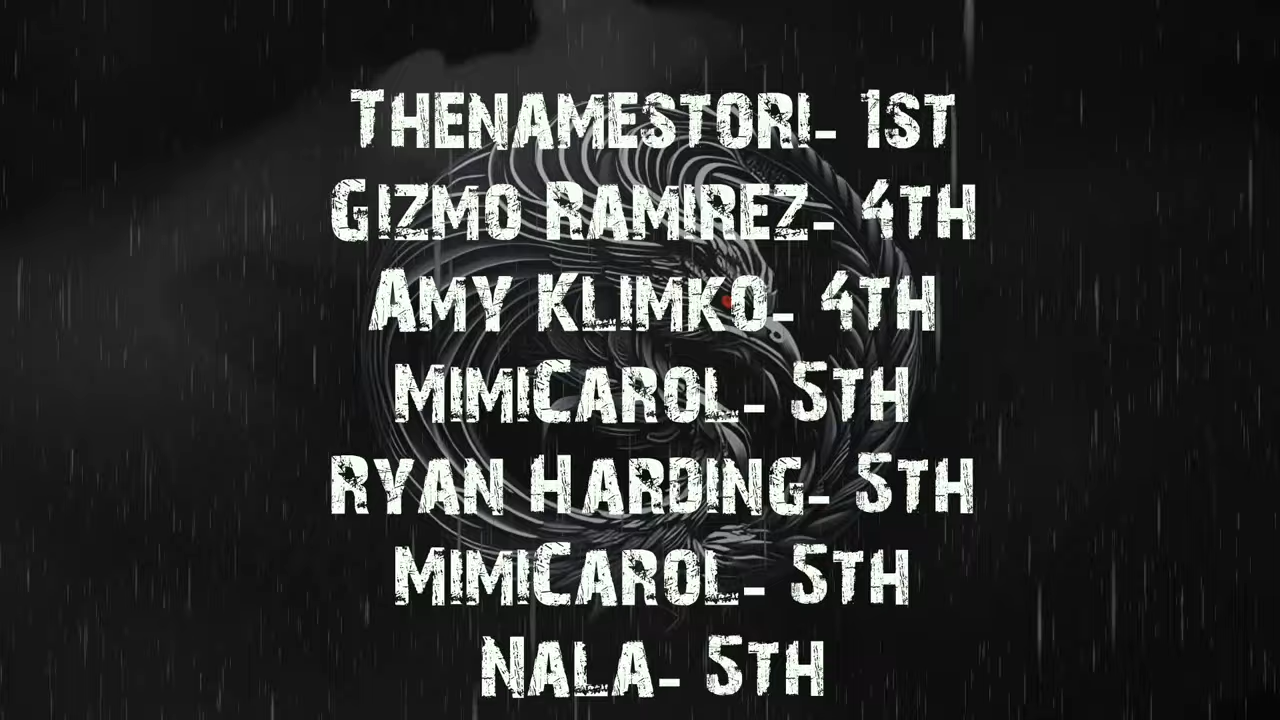 Thenamestori- 1st
Gizmo Ramirez- 4th
Amy Klimko- 4th
MimiCarol- 5th
Ryan Harding- 5th
MimiCarol- 5th
Nala- 5th